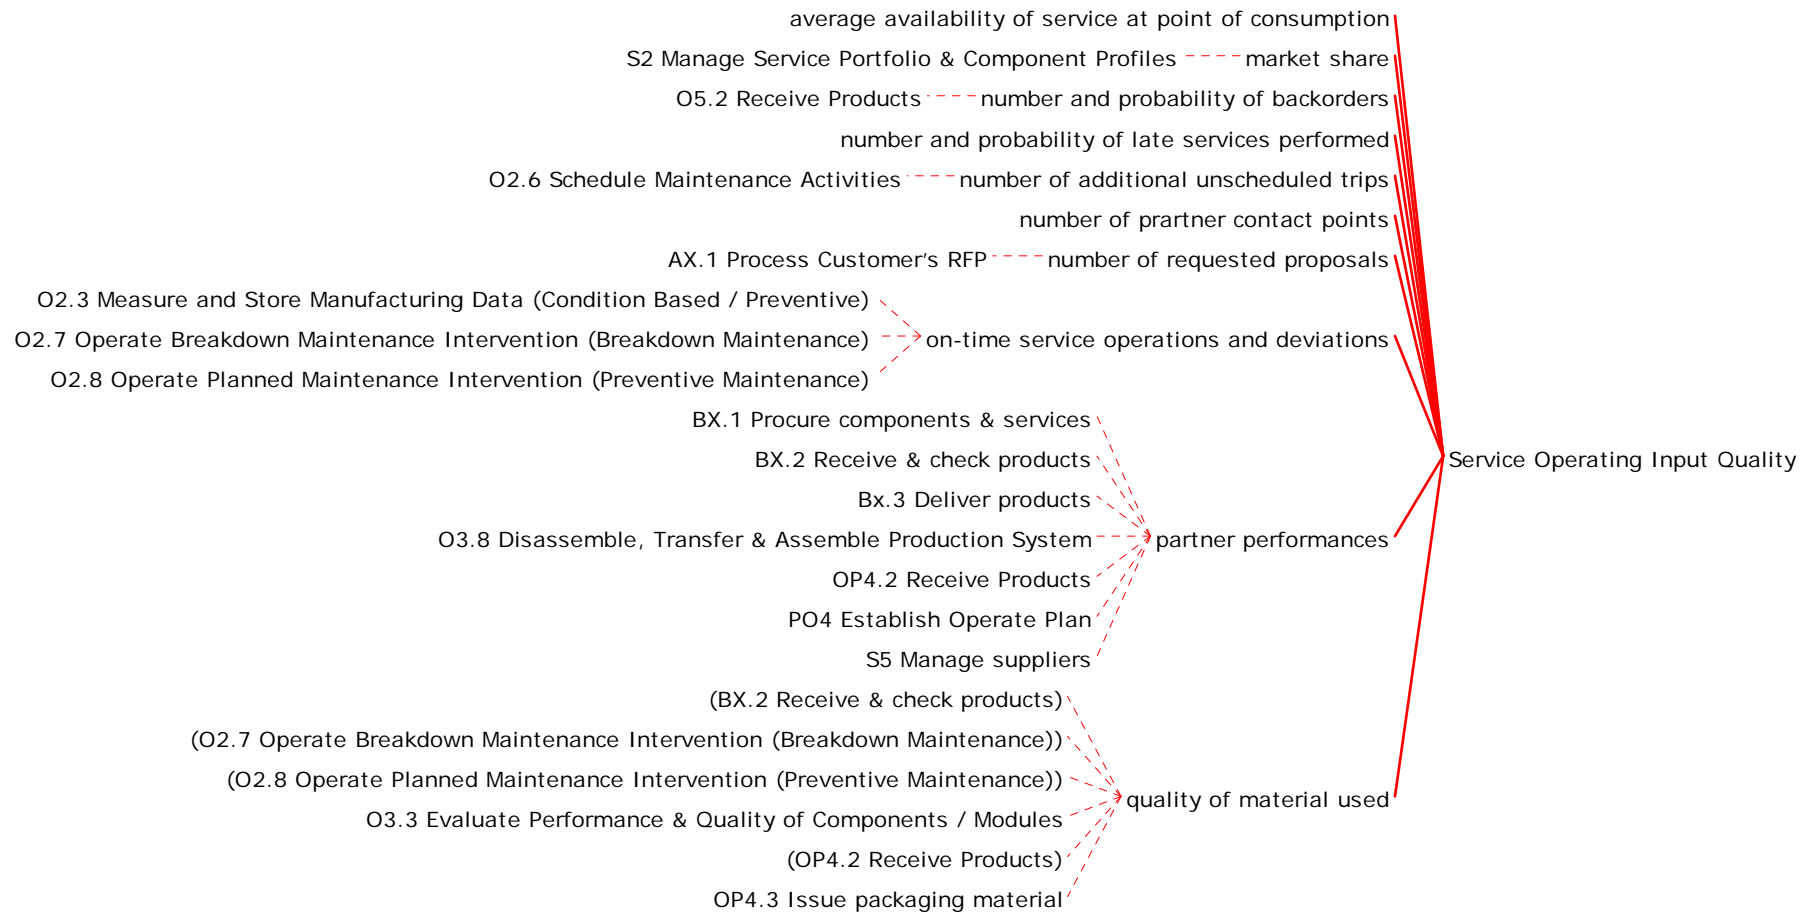 average availability of service at point of consumption
S2 Manage Service Portfolio & Component Profiles market share
O5.2 Receive Products number and probability of backorders
number and probability of late services performed
O2.6 Schedule Maintenance Activities number of additional unscheduled trips
number of prartner contact points
AX.1 Process Customer's RFP number of requested proposals
O2.3 Measure and Store Manufacturing Data (Condition Based / Preventive)
O2.7 Operate Breakdown Maintenance Intervention (Breakdown Maintenance) on-time service operations and deviations
O2.8 Operate Planned Maintenance Intervention (Preventive Maintenance)
BX.1 Procure components & services
BX.2 Receive & check products Service Operating Input Quality
Bx.3 Deliver products
O3.8 Disassemble, Transfer & Assemble Production System partner performances
OP4.2 Receive Products
PO4 Establish Operate Plan
S5 Manage suppliers
(BX.2 Receive & check products)
(O2.7 Operate Breakdown Maintenance Intervention (Breakdown Maintenance))
(O2.8 Operate Planned Maintenance Intervention (Preventive Maintenance))
quality of material used
O3.3 Evaluate Performance & Quality of Components / Modules
(OP4.2 Receive Products)
OP4.3 Issue packaging material